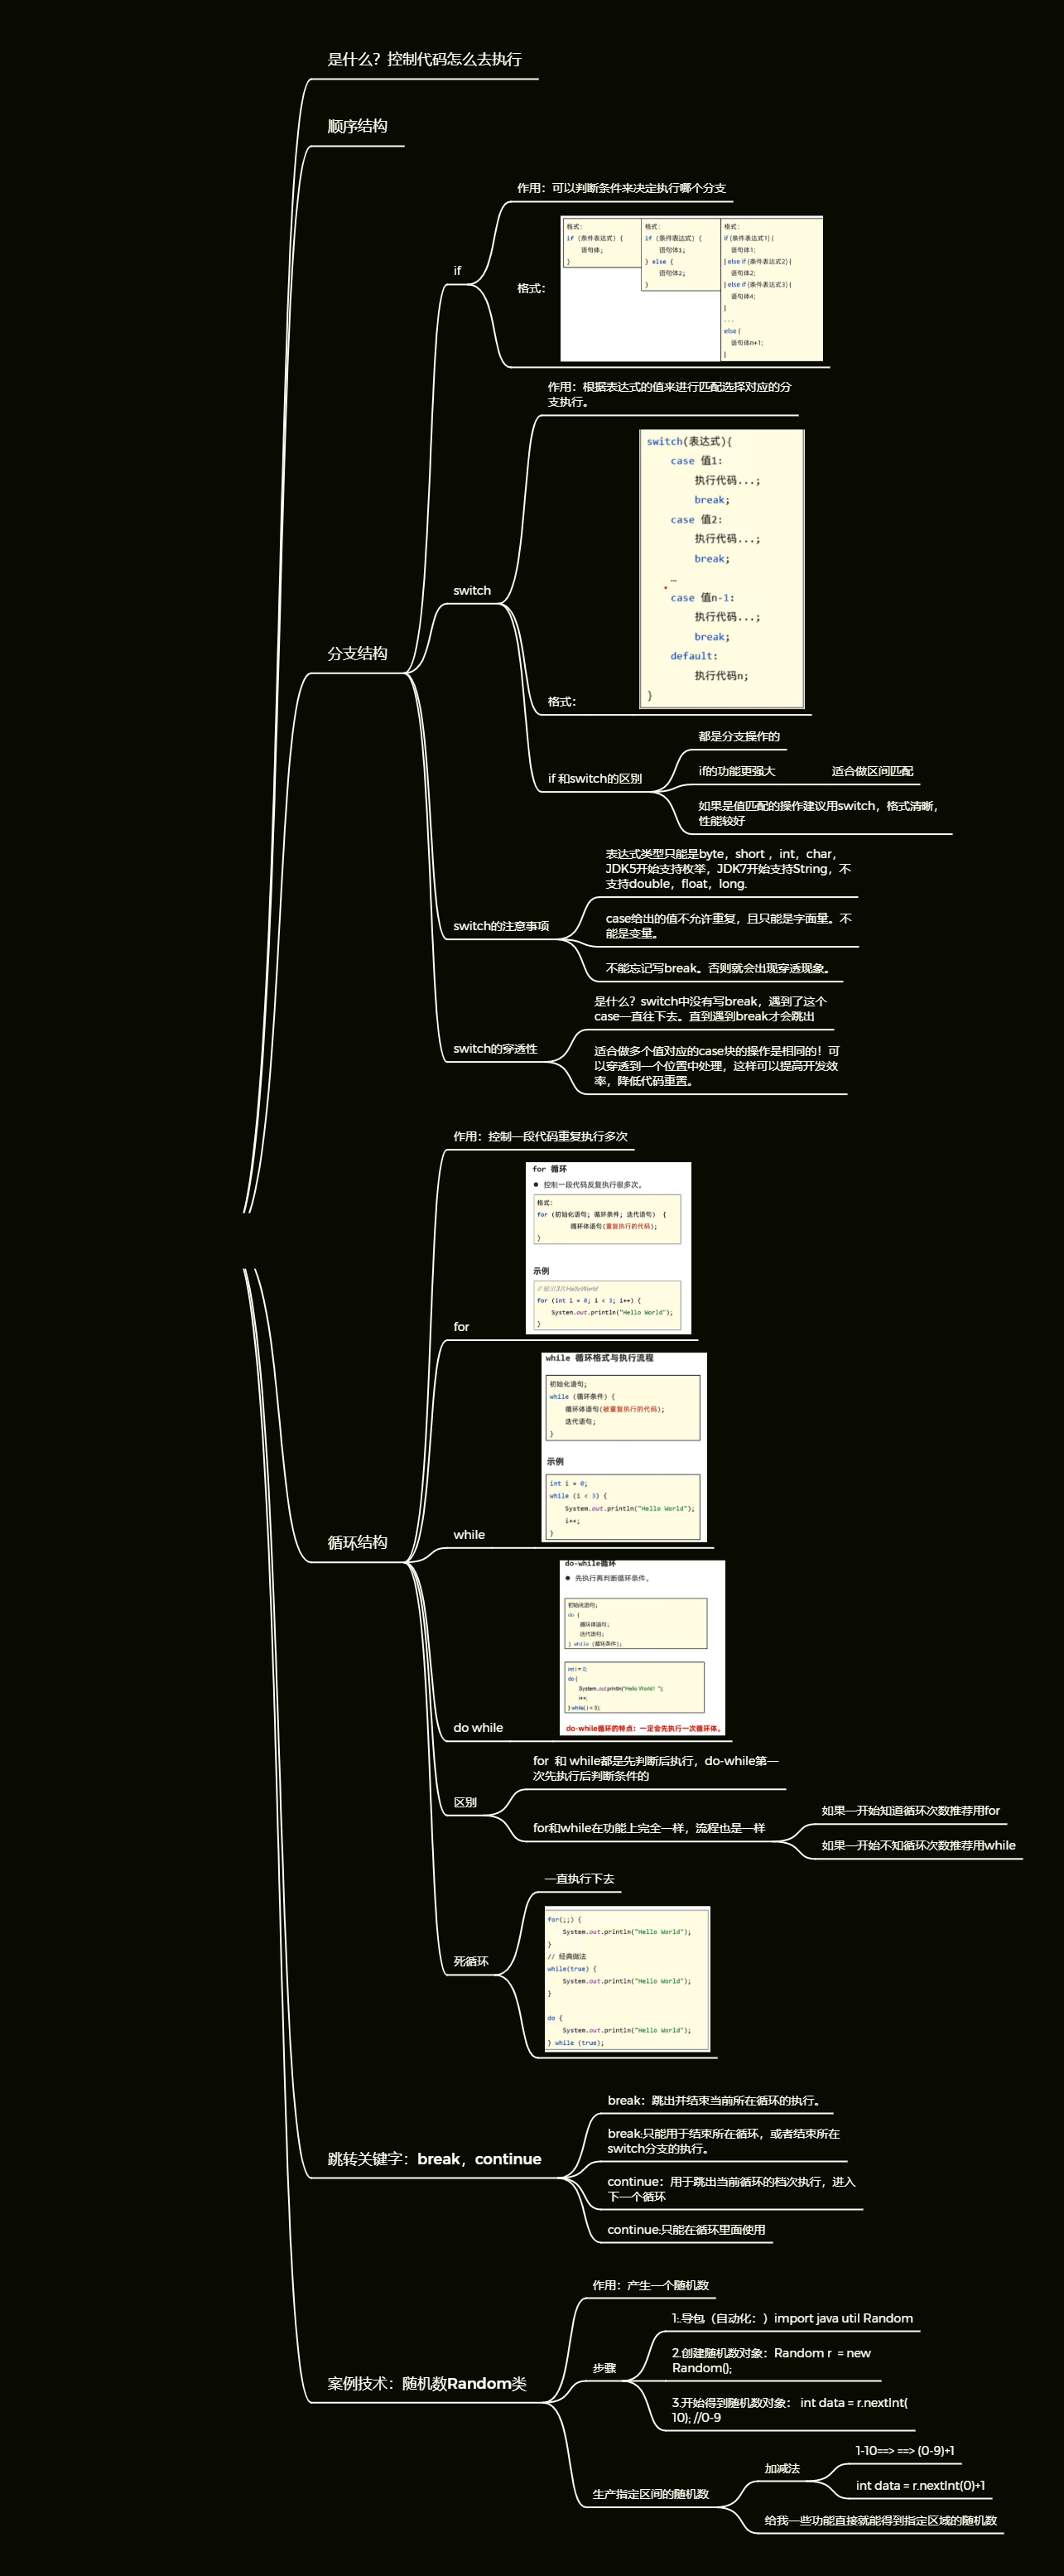 是什么？控制代码怎么去执行
顺序结构
分支结构
if
作用：可以判断条件来决定执行哪个分支
格式：
格式：
if (条件表达式) {
语句体;
}
格式：
if (条件表达式) {
语句体1;
} else {
语句体2;
}
格式：
if (条件表达式1) {
语句体1;
} else if (条件表达式2) {
语句体2;
} else if (条件表达式3) {
语句体4;
}
...
else {
语句体n+1;
}
switch
作用：根据表达式的值来进行匹配选择对应的分
支执行。
格式：
switch(表达式){
case 值1:
执行代码...;
break;
case 值2:
执行代码...;
break;
…
case 值n-1:
执行代码...;
break;
default:
执行代码n;
}
if 和switch的区别
都是分支操作的
if的功能更强大
适合做区间匹配
如果是值匹配的操作建议用switch，格式清晰，
性能较好
switch的注意事项
表达式类型只能是byte，short ，int，char，
JDK5开始支持枚举，JDK7开始支持String，不
支持double，float，long.
case给出的值不允许重复，且只能是字面量。不
能是变量。
不能忘记写break。否则就会出现穿透现象。
switch的穿透性
是什么？switch中没有写break，遇到了这个
case一直往下去。直到遇到break才会跳出
适合做多个值对应的case块的操作是相同的！可
以穿透到一个位置中处理，这样可以提高开发效
率，降低代码重置。
循环结构
作用：控制一段代码重复执行多次
for
for 循环
● 控制一段代码反复执行很多次。
格式：
for (初始化语句; 循环条件; 迭代语句) {
循环体语句(重复执行的代码);
}
示例
// 输出3次HelloWorld
for (int i = 0; i < 3; i++) {
System.out.println("Hello World");
}
while
while 循环格式与执行流程
初始化语句;
while (循环条件) {
循环体语句(被重复执行的代码);
迭代语句;
}
示例
int i = 0;
while (i < 3) {
System.out.println("Hello World");
i++;
}
do while
do-while循环
● 先执行再判断循环条件。
初始化语句;
do {
循环体语句;
迭代语句;
} while (循环条件);
int i = 0;
do {
System.out.println("Hello World! ");
i++;
} while( i < 3);
do-while循环的特点：一定会先执行一次循环体。
区别
for 和 while都是先判断后执行，do-while第一
次先执行后判断条件的
for和while在功能上完全一样，流程也是一样
如果一开始知道循环次数推荐用for
如果一开始不知循环次数推荐用while
死循环
一直执行下去
for(;;) {
System.out.println("Hello World");
}
// 经典做法
while(true) {
System.out.println("Hello World");
}
do {
System.out.println("Hello World");
} while (true);
跳转关键字：break，continue
break：跳出并结束当前所在循环的执行。
break:只能用于结束所在循环，或者结束所在
switch分支的执行。
continue：用于跳出当前循环的档次执行，进入
下一个循环
continue:只能在循环里面使用
案例技术：随机数Random类
作用：产生一个随机数
步骤
1:.导包（自动化：）import java util Random
2.创建随机数对象：Random r = new
Random();
3.开始得到随机数对象： int data = r.nextInt(
10); //0-9
生产指定区间的随机数
加减法
1-10==> ==> (0-9)+1
int data = r.nextInt(0)+1
给我一些功能直接就能得到指定区域的随机数